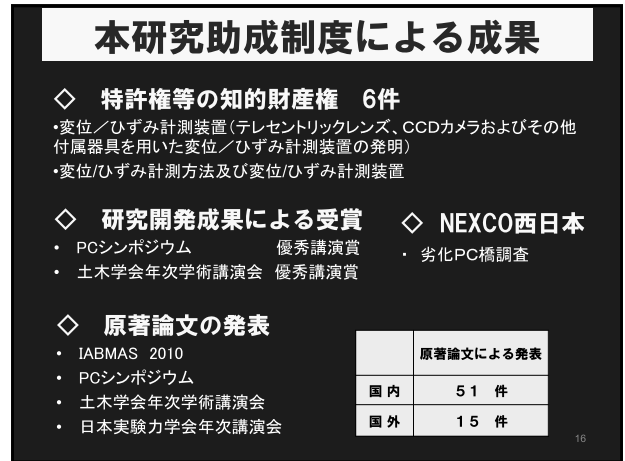 本研究助成制度による成果
◇ 特許権等の知的財産権 6件
•変位／ひずみ計測装置（テレセントリックレンズ、CCDカメラおよびその他
付属器具を用いた変位／ひずみ計測装置の発明）
•変位/ひずみ計測方法及び変位/ひずみ計測装置
◇ 研究開発成果による受賞
• PCシンポジウム 優秀講演賞
• 土木学会年次学術講演会 優秀講演賞
◇ NEXCO西日本
・ 劣化PC橋調査
◇ 原著論文の発表
• IABMAS 2010
• PCシンポジウム
• 土木学会年次学術講演会
• 日本実験力学会年次講演会
原著論文による発表
国内 51 件
国外 15 件
16